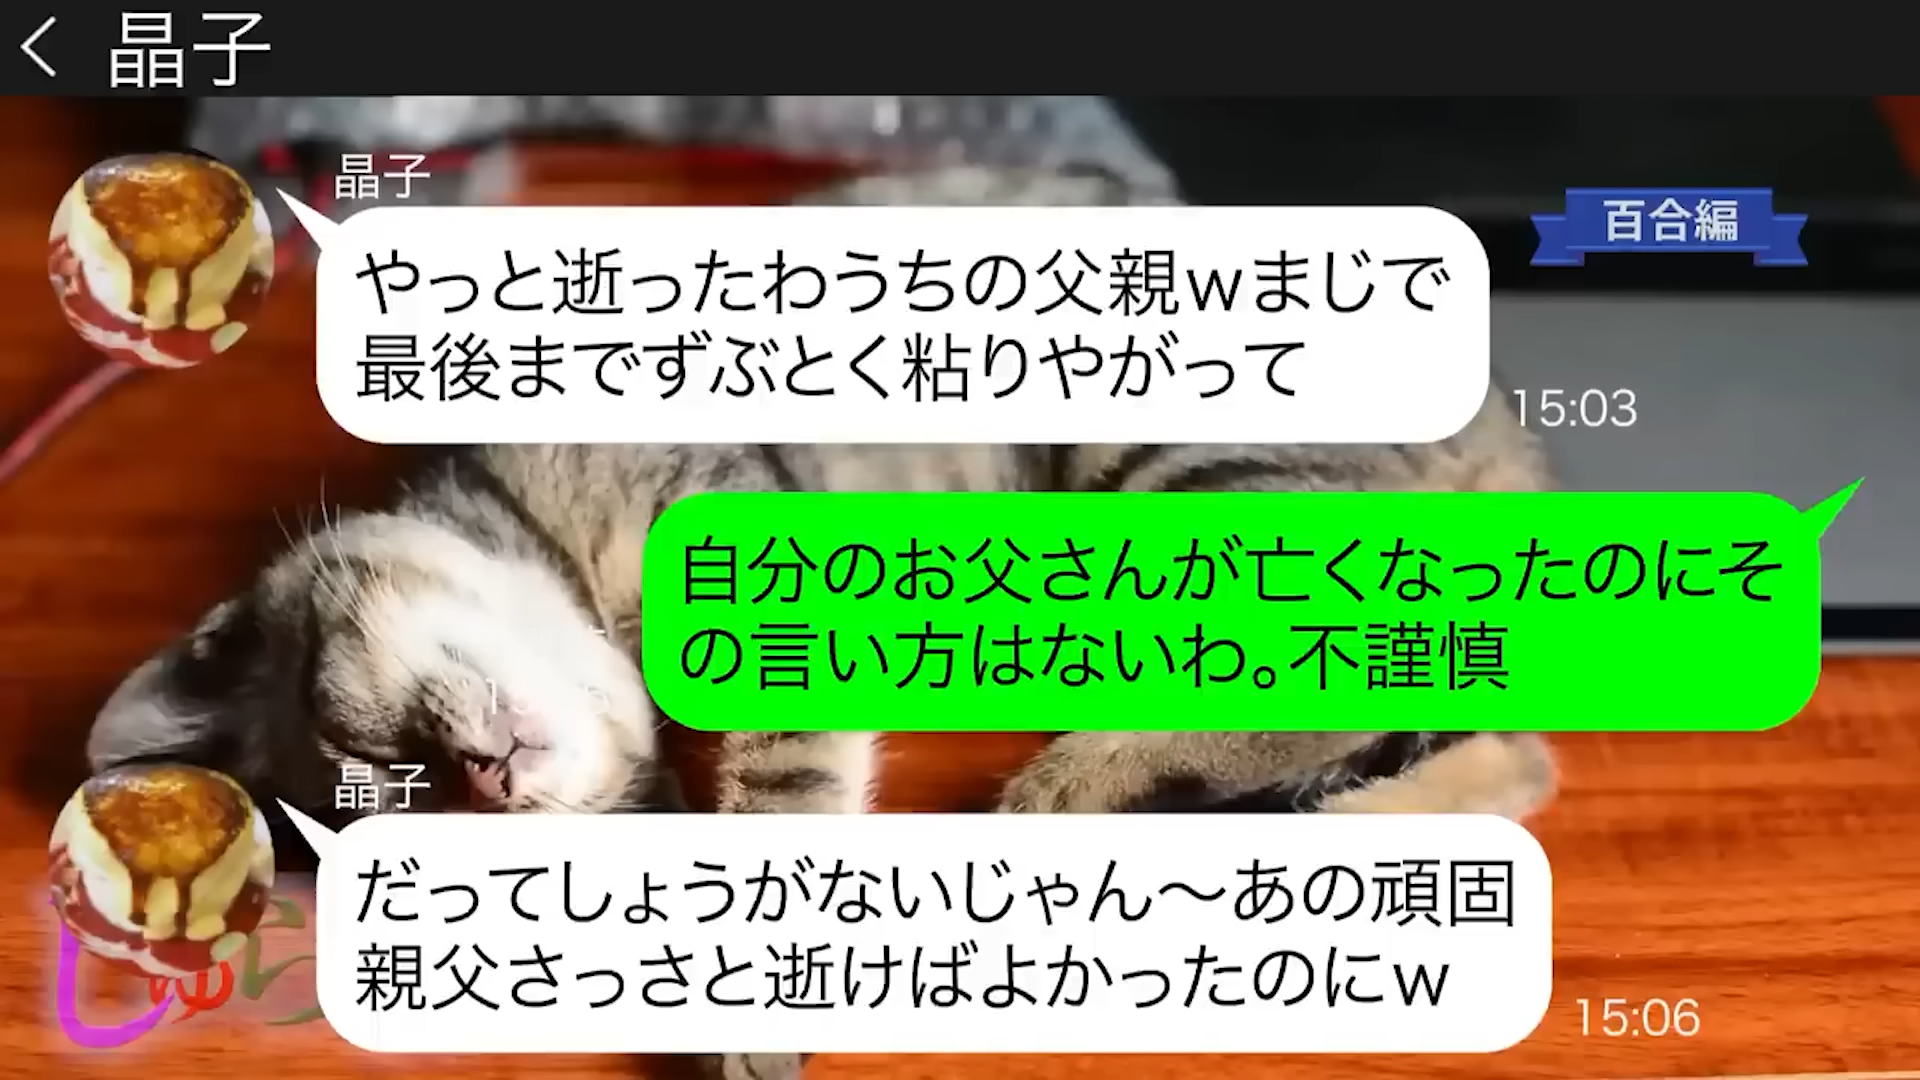 晶子
晶子
百合編
やっと逝ったわうちの父親wまじで
最後までずぶとく粘りやがって
15:03
自分のお父さんが亡くなったのにそ
の言い方はないわ。不謹慎
晶子
だってしょうがないじゃん～あの頑固
親父さっさと逝けばよかったのにw
15:06